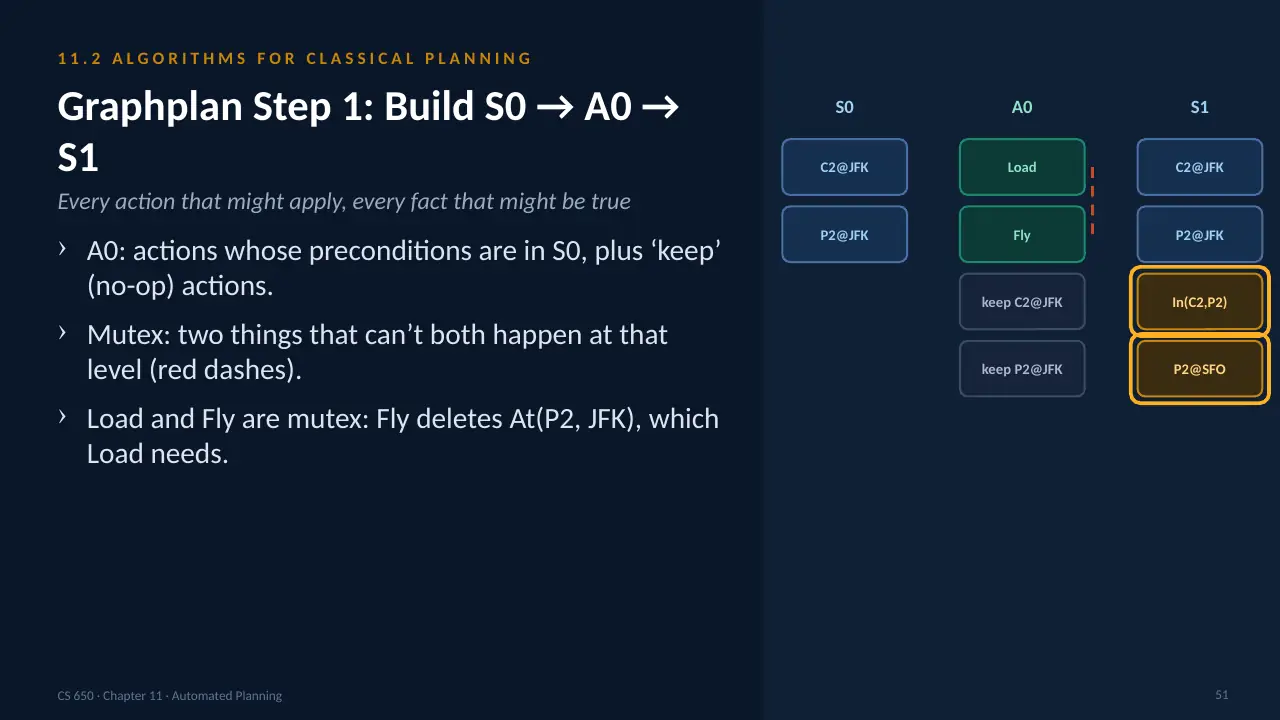 11.2 ALGORITHMS FOR CLASSICAL PLANNING
Graphplan Step 1: Build S0 → A0 →
S1
Every action that might apply, every fact that might be true
› A0: actions whose preconditions are in S0, plus ‘keep’
(no-op) actions.
› Mutex: two things that can’t both happen at that
level (red dashes).
› Load and Fly are mutex: Fly deletes At(P2, JFK), which
Load needs.
S0 A0 S1
C2@JFK Load C2@JFK
P2@JFK Fly P2@JFK
keep C2@JFK In(C2,P2)
keep P2@JFK P2@SFO
CS 650 · Chapter 11 · Automated Planning
51